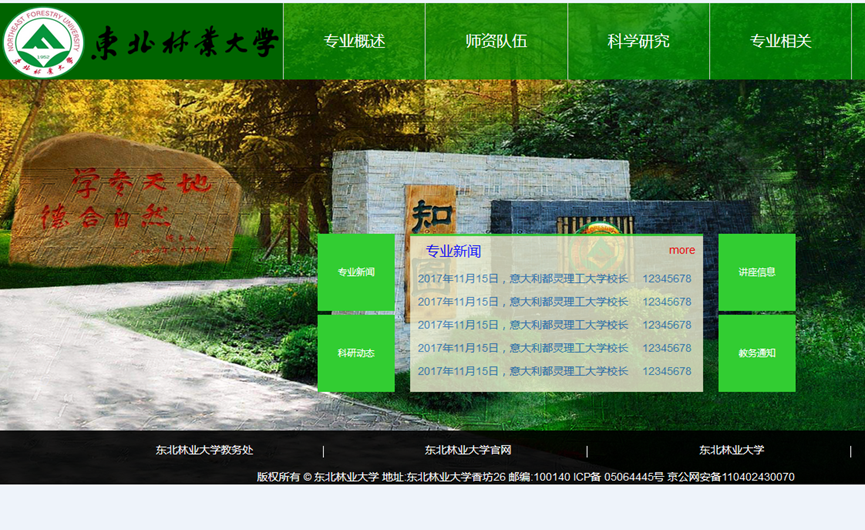 NORTHEAST FORESTRY UNIVERSITY
1952
东北林业大学
東北林業大学
专业概述
师资队伍
科学研究
专业相关
学参天地
德合自然
知
专业新闻
科研动态
专业新闻 more
2017年11月15日，意大利都灵理工大学校长 12345678
2017年11月15日，意大利都灵理工大学校长 12345678
2017年11月15日，意大利都灵理工大学校长 12345678
2017年11月15日，意大利都灵理工大学校长 12345678
2017年11月15日，意大利都灵理工大学校长 12345678
讲座信息
教务通知
东北林业大学教务处 | 东北林业大学官网 | 东北林业大学 |
版权所有 © 东北林业大学 地址:东北林业大学香坊26 邮编:100140 ICP备 05064445号 京公网安备110402430070